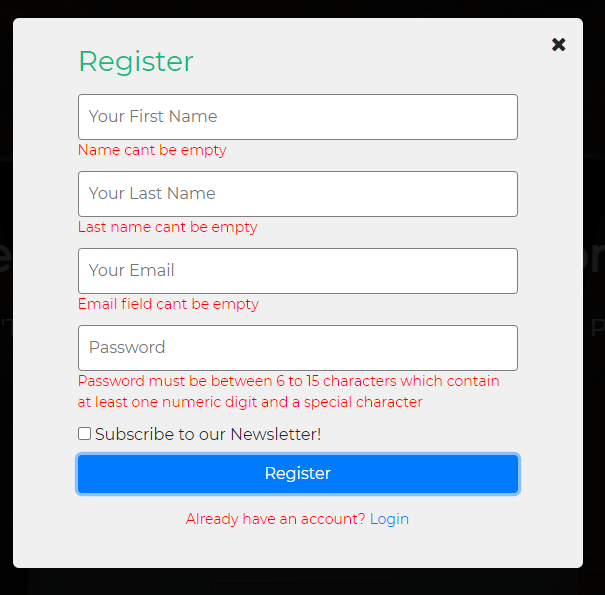 Register
Your First Name
Name cant be empty
Your Last Name
Last name cant be empty
Your Email
Email field cant be empty
Password
Password must be between 6 to 15 characters which contain
at least one numeric digit and a special character
Subscribe to our Newsletter!
Register
Already have an account? Login